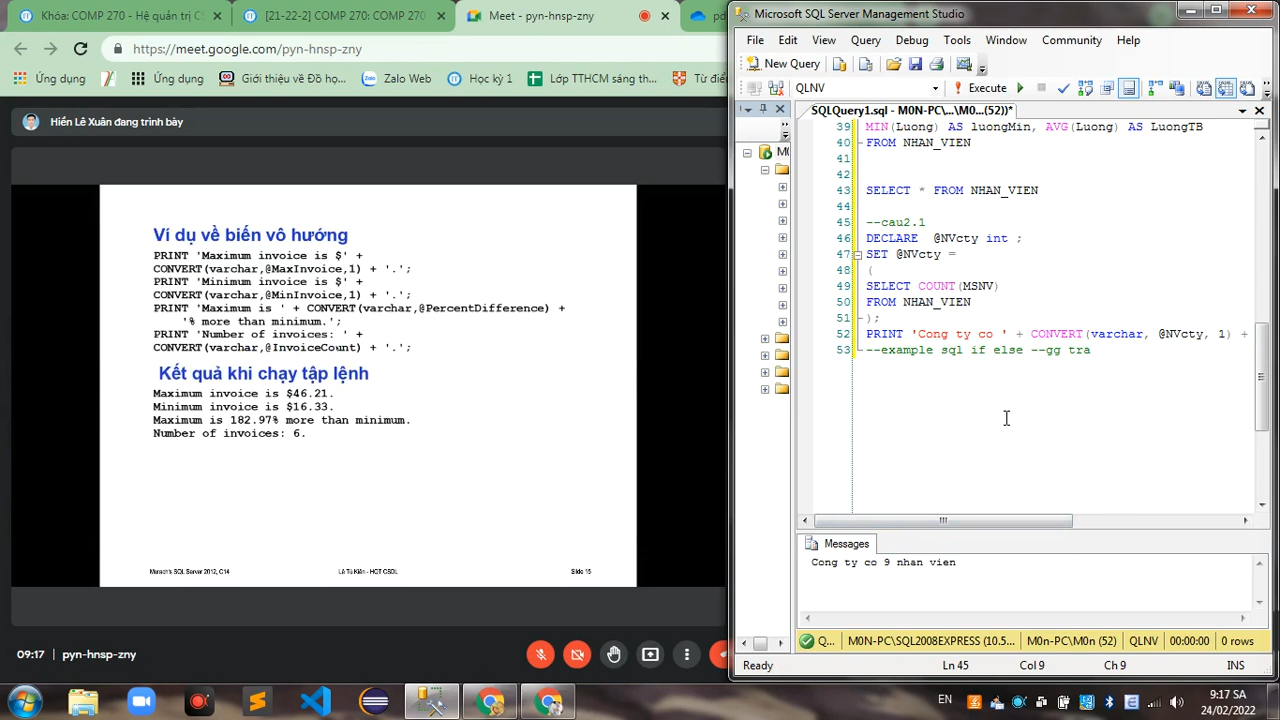 Khóa: COMP 270 - Hệ quản trị C
[21-22-2] COMP 270: COMP 270:
Meet - pyn-hnsp-zny
pdf
https://meet.google.com/pyn-hnsp-zny
Ứng dụng
Ứng dụng
Giới thiệu về Đồ họ...
Zalo Web
Học kỳ 1
Lớp TTHCM sáng th...
Từ điể
Hiển Lê Xuân đang trình bày
Ví dụ về biến vô hướng
PRINT 'Maximum invoice is $' +
CONVERT(varchar,@MaxInvoice,1) + '.';
PRINT 'Minimum invoice is $' +
CONVERT(varchar,@MinInvoice,1) + '.';
PRINT 'Maximum is ' + CONVERT(varchar,@PercentDifference) +
'% more than minimum.';
PRINT 'Number of invoices: ' +
CONVERT(varchar,@InvoiceCount) + '.';
Kết quả khi chạy tập lệnh
Maximum invoice is $46.21.
Minimum invoice is $16.33.
Maximum is 182.97% more than minimum.
Number of invoices: 6.
Murach's SQL Server 2012, C14
Lê Tú Kiên - HQT CSDL
Slide 15
09:17 pyn-hnsp-zny
Microsoft SQL Server Management Studio
File Edit View Query Debug Tools Window Community Help
New Query
QLNV
Execute
SQLQuery1.sql - M0N-PC\...\M0...(52))*
39 MIN(Luong) AS luongMin, AVG(Luong) AS LuongTB
40 FROM NHAN_VIEN
41
42
43 SELECT * FROM NHAN_VIEN
44
45 --cau2.1
46 DECLARE @NVcty int ;
47 SET @NVcty =
48 (
49 SELECT COUNT(MSNV)
50 FROM NHAN_VIEN
51 );
52 PRINT 'Cong ty co ' + CONVERT(varchar, @NVcty, 1) +
53 --example sql if else --gg tra
M0
Messages
Cong ty co 9 nhan vien
Q... M0N-PC\SQL2008EXPRESS (10.5... M0n-PC\M0n (52) QLNV 00:00:00 0 rows
Ready Ln 45 Col 9 Ch 9 INS
EN
9:17 SA
24/02/2022